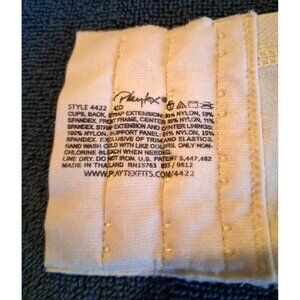 Playtex®
STYLE 4422 42D
CUPS, BACK, STRAP EXTENSION: 81% NYLON, 19%
SPANDEX. FRONT FRAME, CENTER: 89% NYLON, 11%
SPANDEX. STRAP EXTENSION AND CENTER LININGS:
100% NYLON. SUPPORT PANEL: 85% NYLON, 15%
SPANDEX. EXCLUSIVE OF TRIM AND ELASTICS.
HAND WASH COLD WITH LIKE COLORS. ONLY NON-
CHLORINE BLEACH WHEN NEEDED.
LINE DRY. DO NOT IRON. U.S. PATENT 5,447,462
MADE IN THAILAND RN15763 855 / 0812
WWW.PLAYTEXFITS.COM/4422